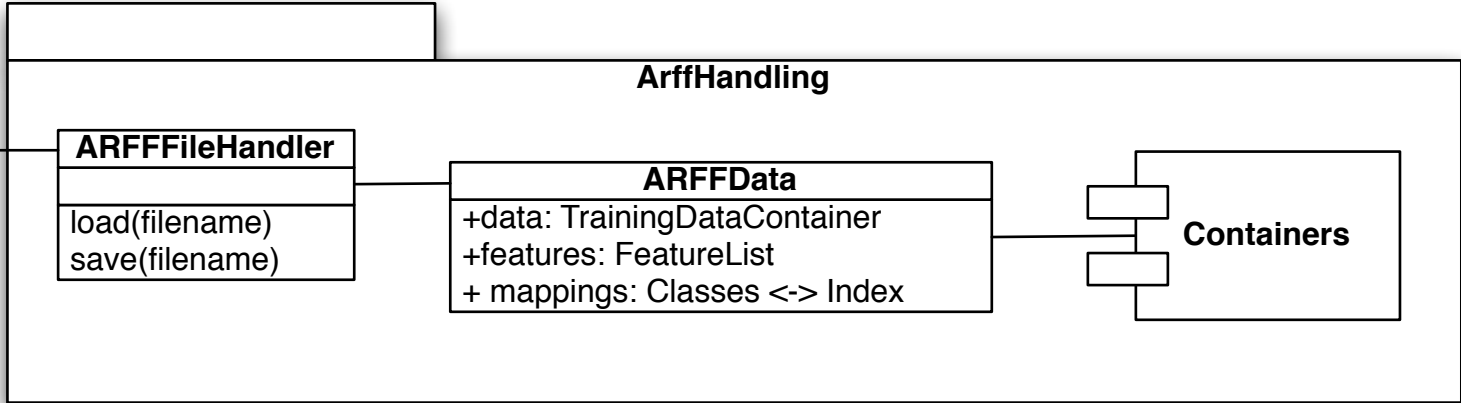 ArffHandling
ARFFFileHandler
load(filename)
save(filename)
ARFFData
+data: TrainingDataContainer
+features: FeatureList
+ mappings: Classes <-> Index
Containers